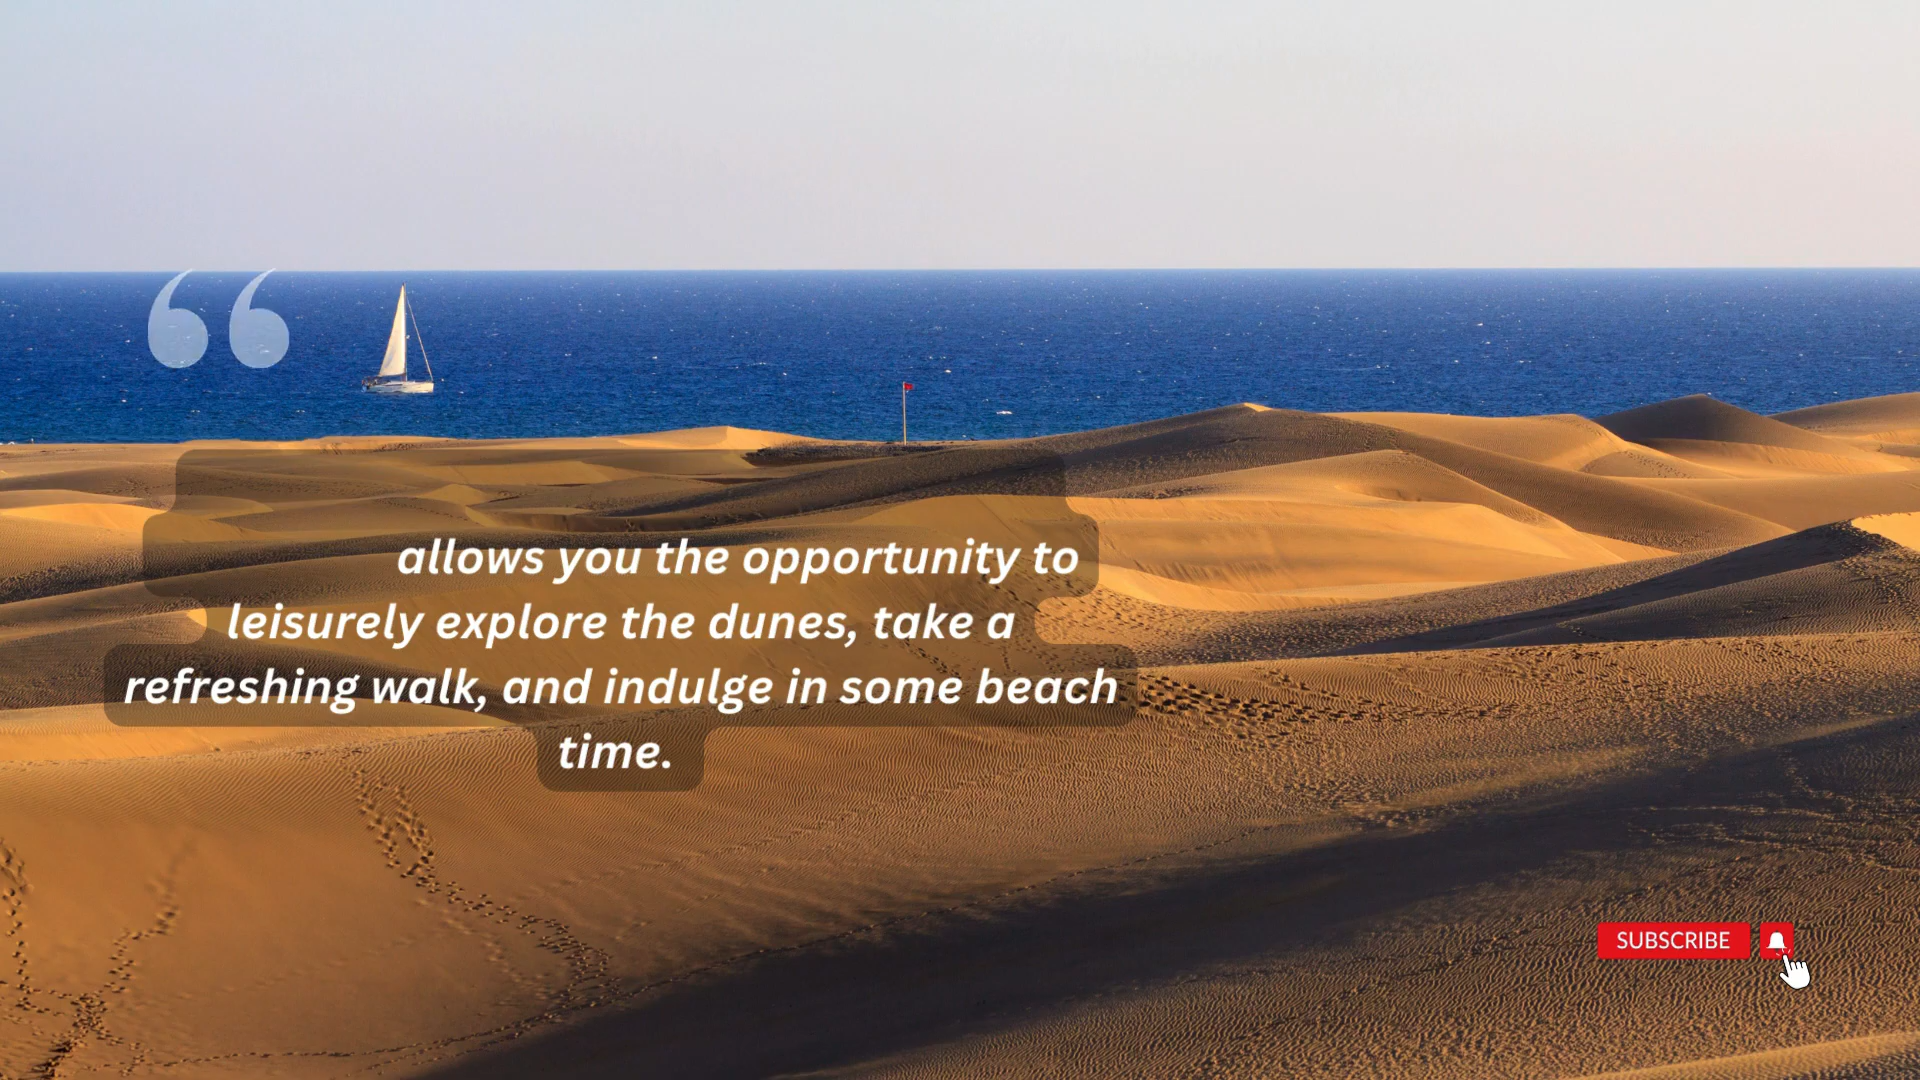 allows you the opportunity to
leisurely explore the dunes, take a
refreshing walk, and indulge in some beach
time.
SUBSCRIBE